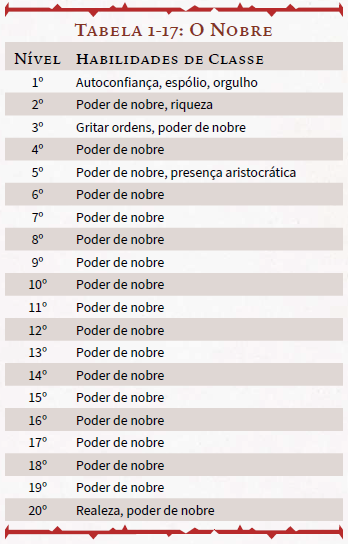 Tabela 1-17: O Nobre
Nível Habilidades de Classe
1º Autoconfiança, espólio, orgulho
2º Poder de nobre, riqueza
3º Gritar ordens, poder de nobre
4º Poder de nobre
5º Poder de nobre, presença aristocrática
6º Poder de nobre
7º Poder de nobre
8º Poder de nobre
9º Poder de nobre
10º Poder de nobre
11º Poder de nobre
12º Poder de nobre
13º Poder de nobre
14º Poder de nobre
15º Poder de nobre
16º Poder de nobre
17º Poder de nobre
18º Poder de nobre
19º Poder de nobre
20º Realeza, poder de nobre